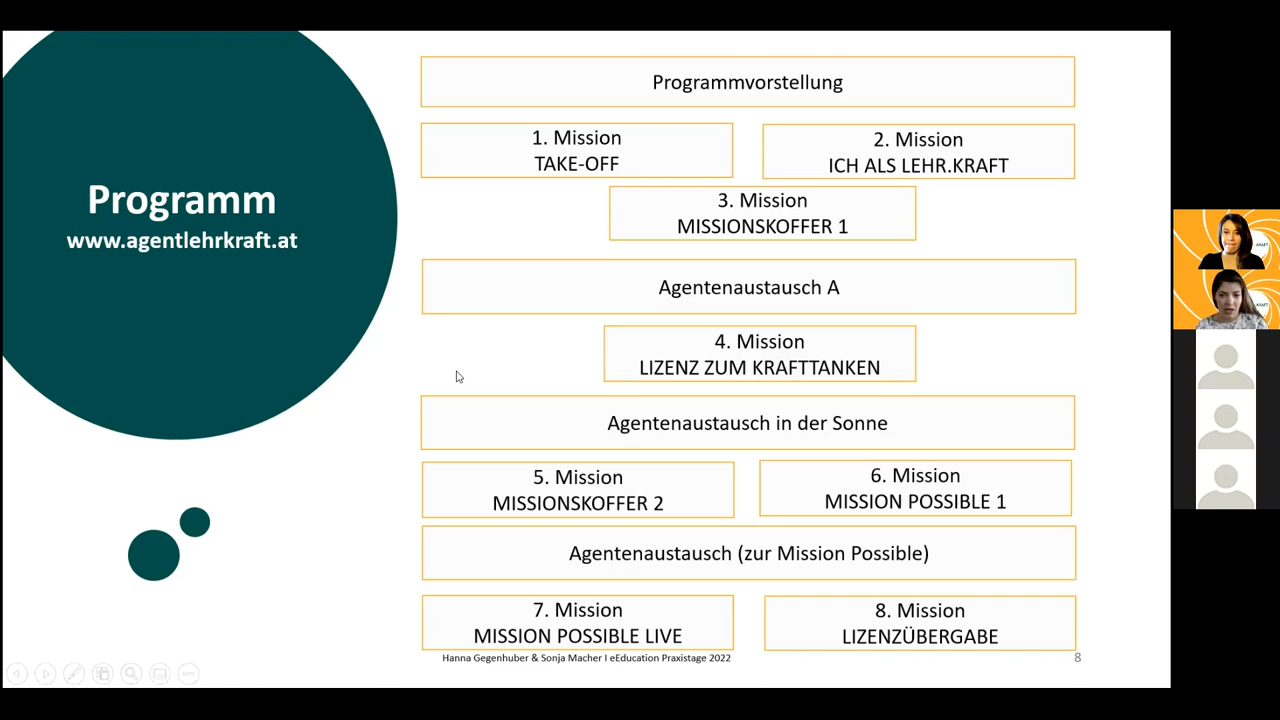 Programm
www.agentlehrkraft.at
Programmvorstellung
1. Mission
TAKE-OFF
2. Mission
ICH ALS LEHR.KRAFT
3. Mission
MISSIONSKOFFER 1
Agentenaustausch A
4. Mission
LIZENZ ZUM KRAFTTANKEN
Agentenaustausch in der Sonne
5. Mission
MISSIONSKOFFER 2
6. Mission
MISSION POSSIBLE 1
Agentenaustausch (zur Mission Possible)
7. Mission
MISSION POSSIBLE LIVE
8. Mission
LIZENZÜBERGABE
Hanna Gegenhuber & Sonja Macher I eEducation Praxistage 2022
8
KRAFT